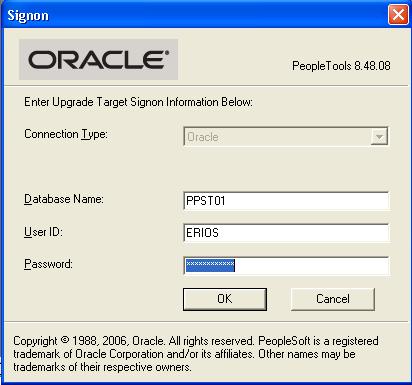 Signon
ORACLE®
PeopleTools 8.48.08
Enter Upgrade Target Signon Information Below:
Connection Type:
Oracle
Database Name:
PPST01
User ID:
ERIOS
Password:
************
OK
Cancel
Copyright © 1988, 2006, Oracle. All rights reserved. PeopleSoft is a registered
trademark of Oracle Corporation and/or its affiliates. Other names may be
trademarks of their respective owners.